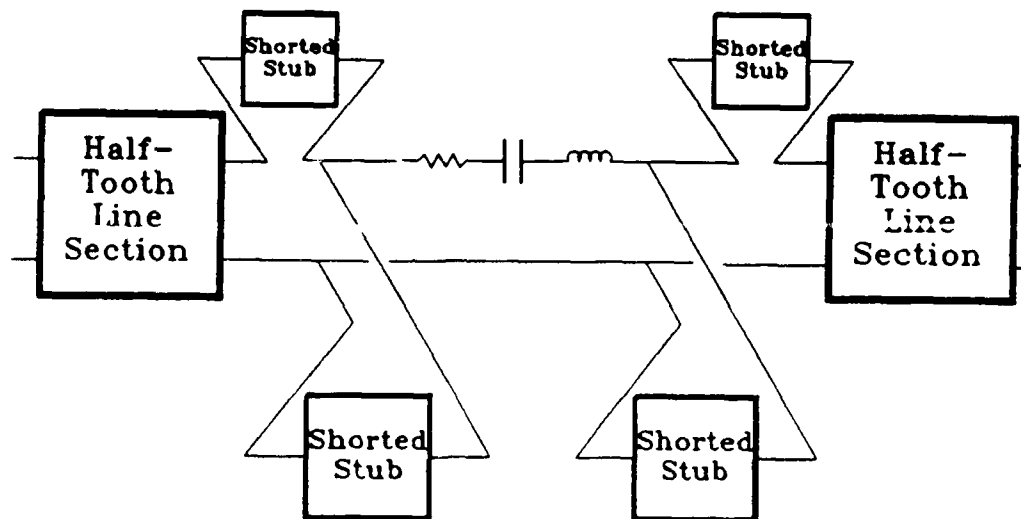 Shorted
Stub
Shorted
Stub
Half-
Tooth
Line
Section
Half-
Tooth
Line
Section
Shorted
Stub
Shorted
Stub